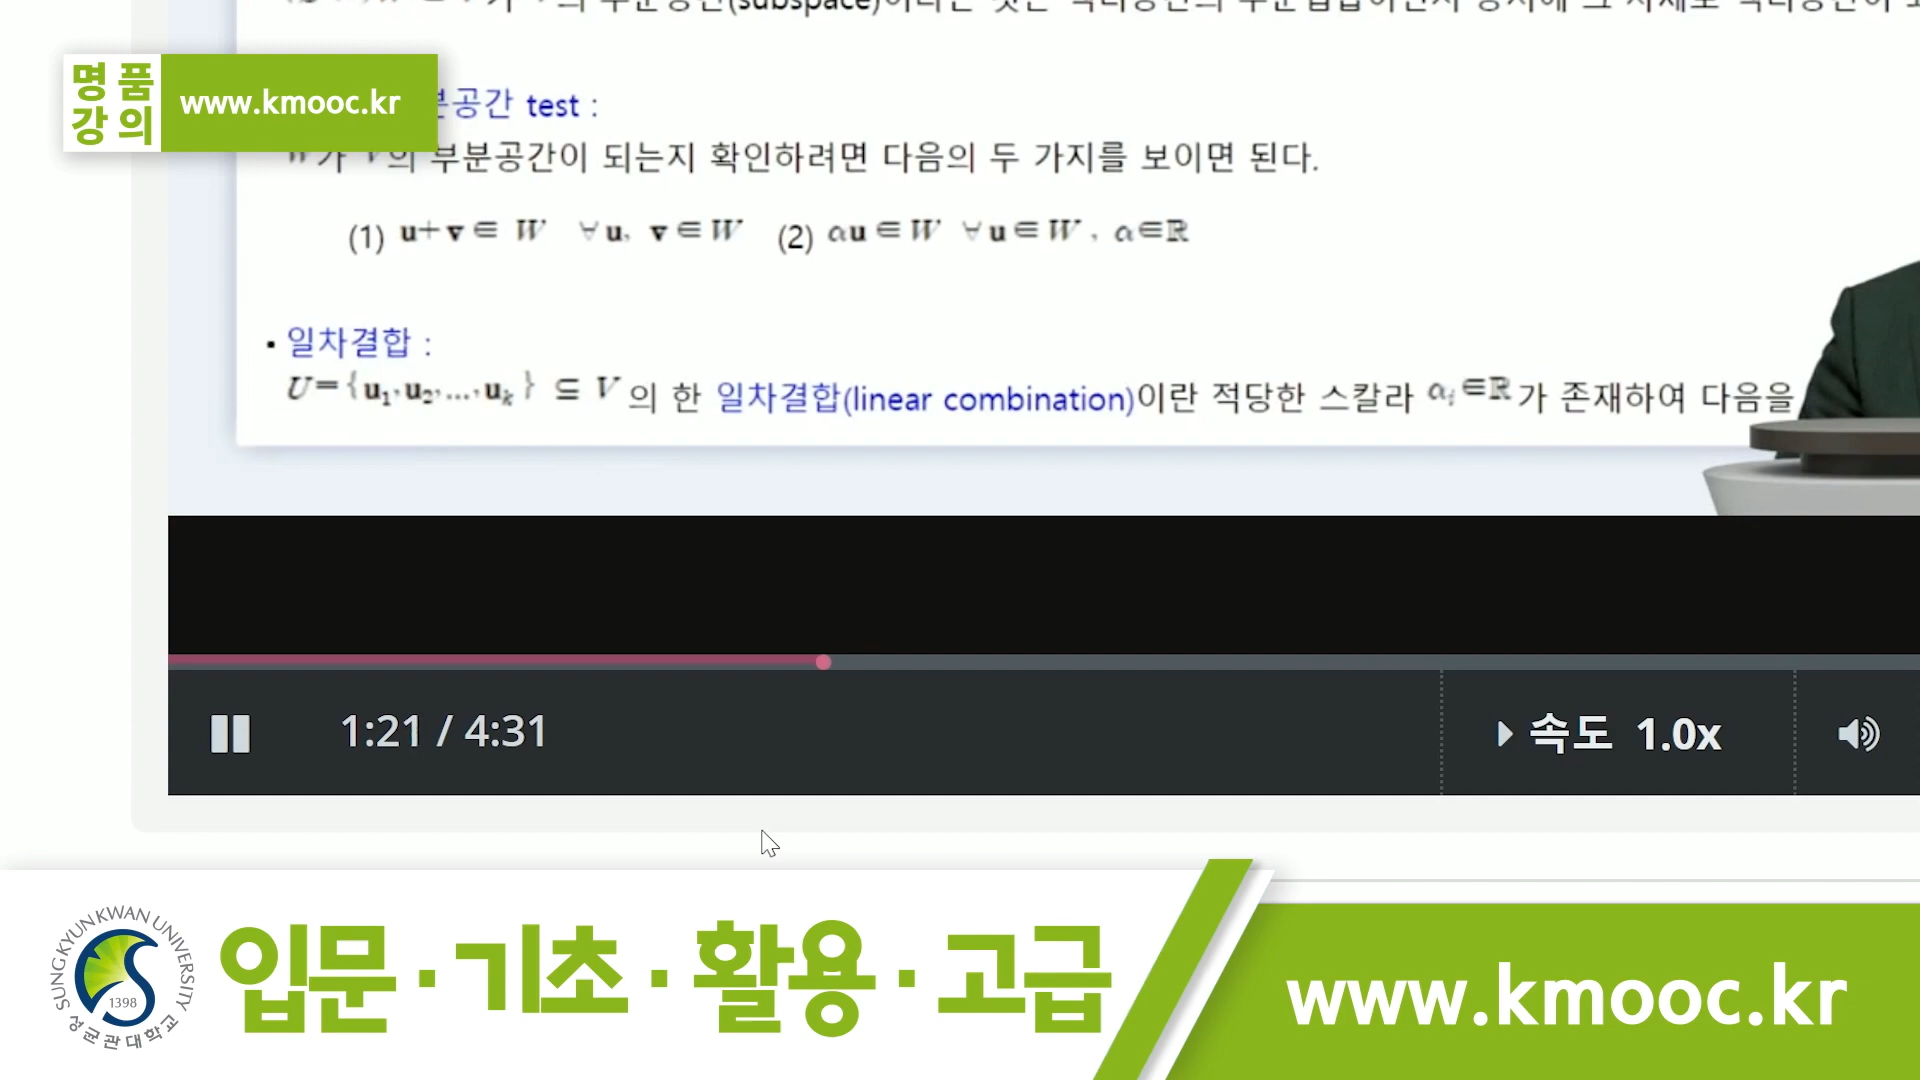 (subspace)
명품
강의
www.kmooc.kr
공간 test :
부분공간이 되는지 확인하려면 다음의 두 가지를 보이면 된다.
(1) u+v∈W ∀u, v∈W (2) αu∈W ∀u∈W, α∈ℝ
▪ 일차결합 :
U={u₁,u₂,…,uₖ} ⊆ V의 한 일차결합(linear combination)이란 적당한 스칼라 αᵢ∈ℝ가 존재하여 다음을
1:21 / 4:31
속도 1.0x
SUNGKYUNKWAN UNIVERSITY
1398
성균관대학교
입문·기초·활용·고급
www.kmooc.kr